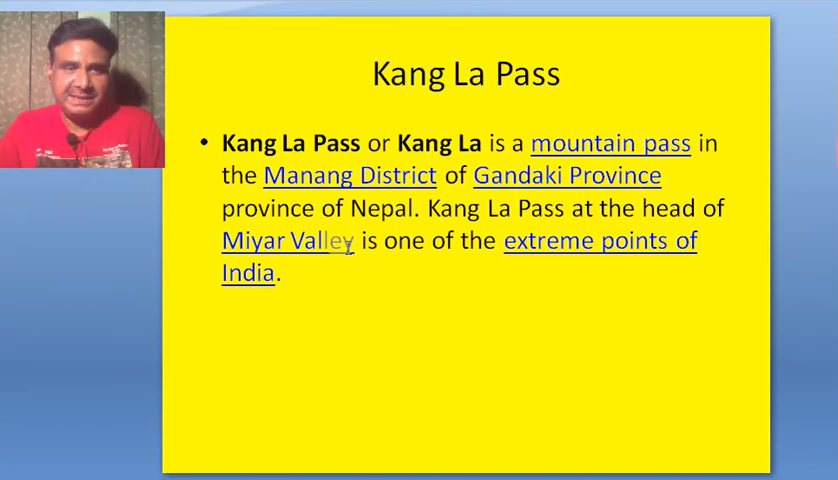 Kang La Pass
• Kang La Pass or Kang La is a mountain pass in
the Manang District of Gandaki Province
province of Nepal. Kang La Pass at the head of
Miyar Valley is one of the extreme points of
India.